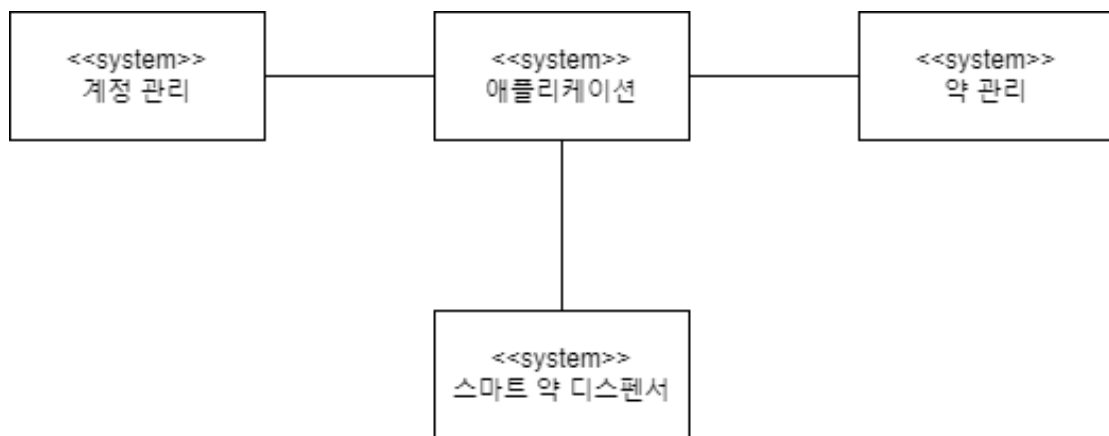 <<system>>
계정 관리
<<system>>
애플리케이션
<<system>>
약 관리
<<system>>
스마트 약 디스펜서